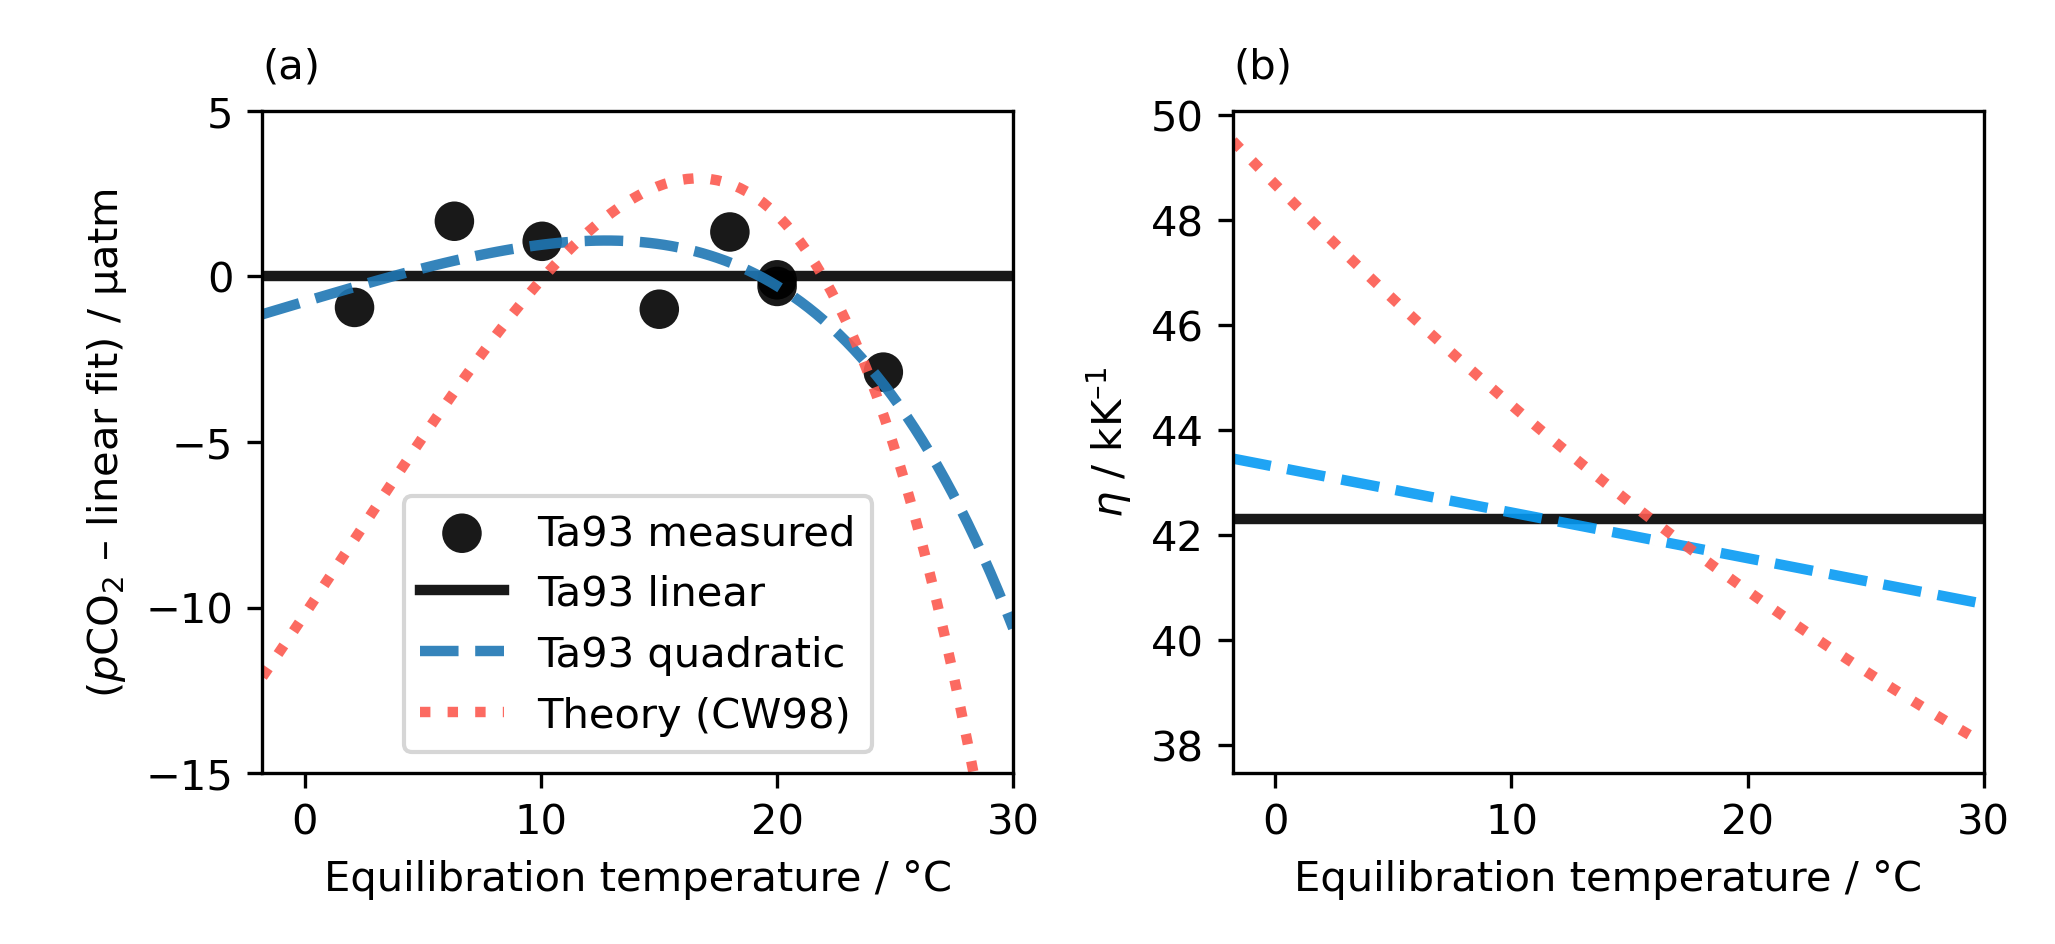 (a)
5
0
−5
−10
−15
(pCO₂ – linear fit) / μatm
Ta93 measured
Ta93 linear
Ta93 quadratic
Theory (CW98)
0 10 20 30
Equilibration temperature / °C
(b)
50
48
46
44
42
40
38
η / kK⁻¹
0 10 20 30
Equilibration temperature / °C